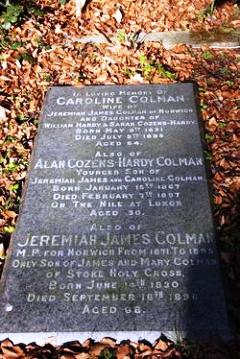 In Loving Memory Of
CAROLINE COLMAN
Wife of
Jeremiah James Colman of Norwich
and Daughter of
William Hardy & Sarah Cozens-Hardy.
Born May 9th 1831
Died July 5th 1895
Aged 64.
Also of
ALAN COZENS-HARDY COLMAN
Younger Son of
Jeremiah James and Caroline Colman.
Born January 15th 1867
Died February 7th 1897
On The Nile at Luxor
Aged 30.
Also of
JEREMIAH JAMES COLMAN
M.P. for Norwich From 1871 To 1895
Only Son of James and Mary Colman
of Stoke Holy Cross.
Born June 14th 1830
Died September 18th 1898
Aged 68.